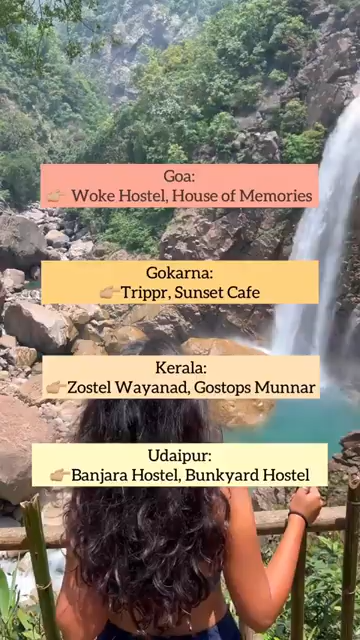 Goa:
👉🏼 Woke Hostel, House of Memories
Gokarna:
👉🏼Trippr, Sunset Cafe
Kerala:
👉🏼Zostel Wayanad, Gostops Munnar
Udaipur:
👉🏼Banjara Hostel, Bunkyard Hostel